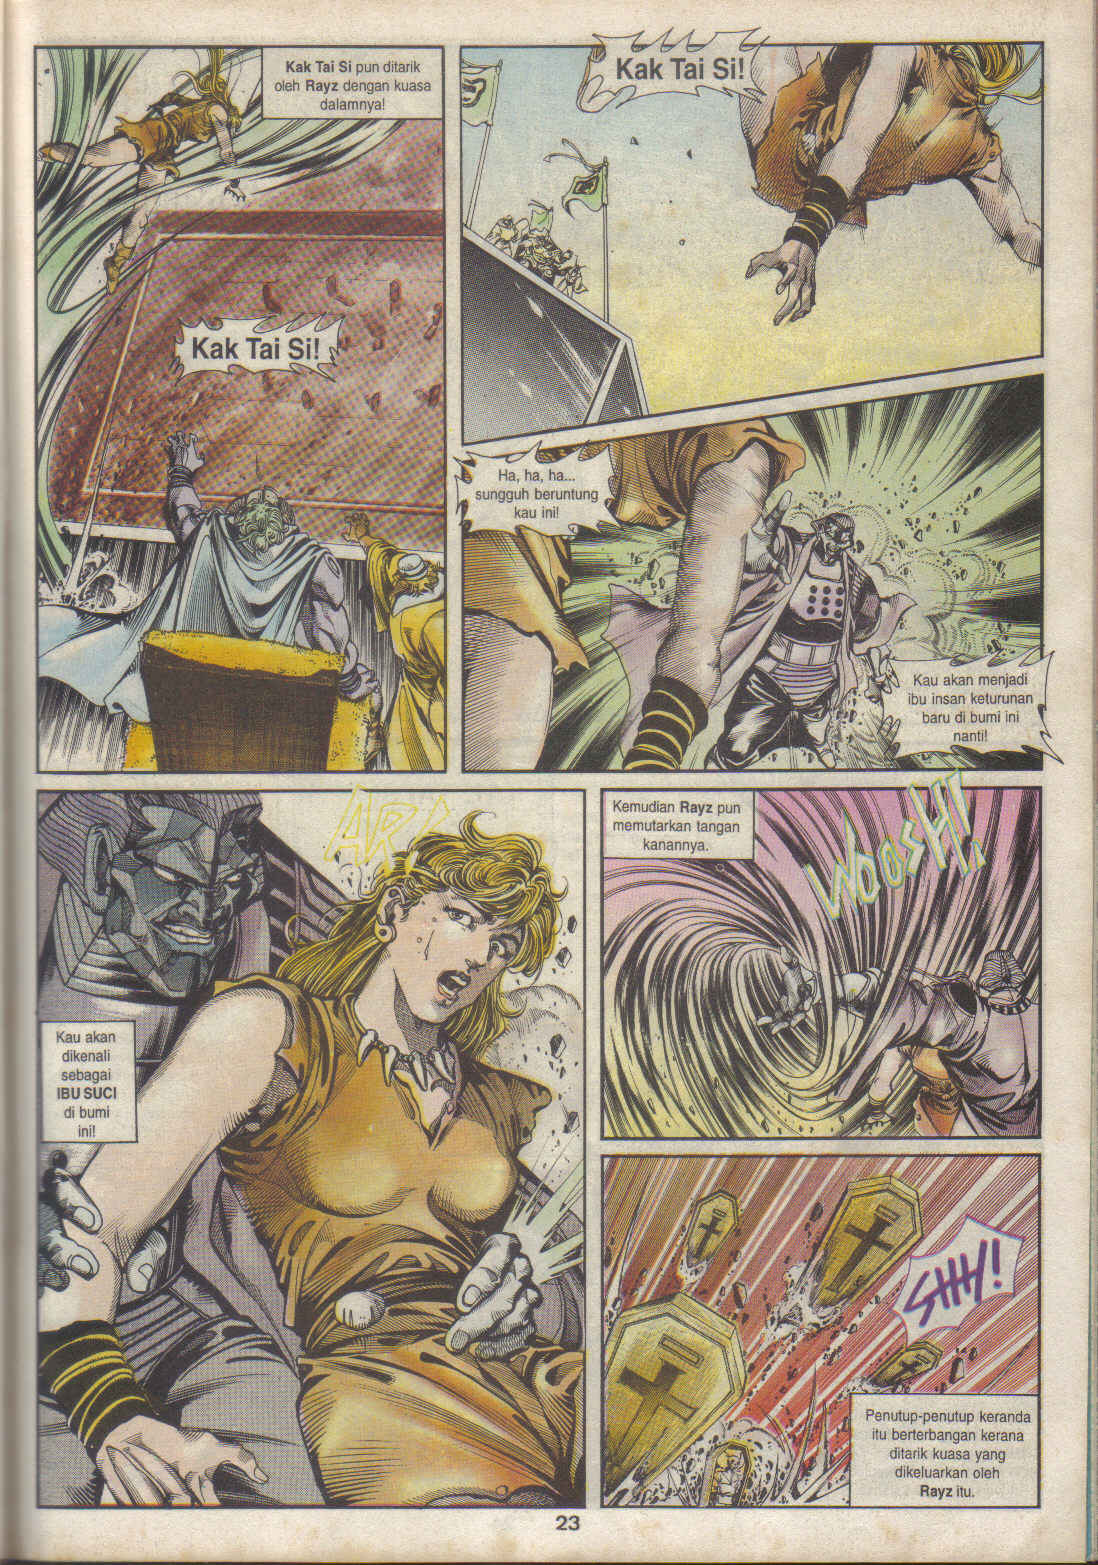 Kak Tai Si pun ditarik
oleh Rayz dengan kuasa
dalamnya!
Kak Tai Si!
Kak Tai Si!
Ha, ha, ha...
sungguh beruntung
kau ini!
Kau akan menjadi
ibu insan keturunan
baru di bumi ini
nanti!
Kau akan
dikenali
sebagai
IBU SUCI
di bumi
ini!
Kemudian Rayz pun
memutarkan tangan
kanannya.
WOOSH!
SHH!
Penutup-penutup keranda
itu berterbangan kerana
ditarik kuasa yang
dikeluarkan oleh
Rayz itu.
23